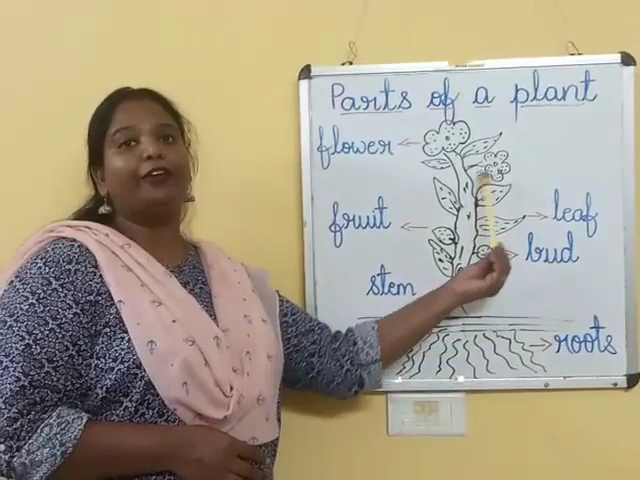 Parts of a plant
flower
fruit
leaf
bud
stem
roots